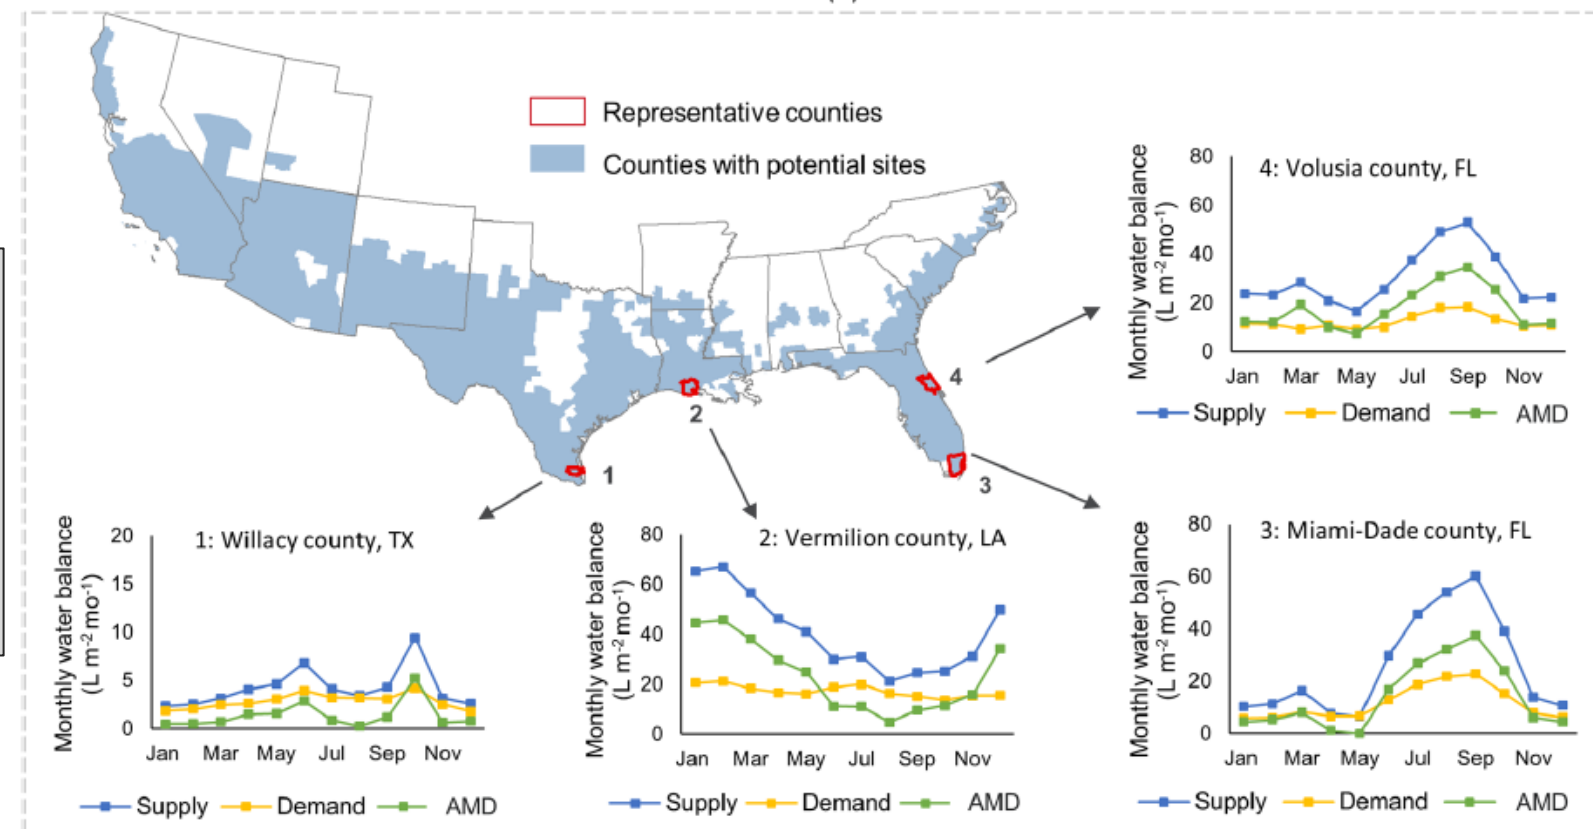 Representative counties
Counties with potential sites
4
2
1
3
Monthly water balance
(L m⁻² mo⁻¹)
4: Volusia county, FL
80
60
40
20
0
Jan Mar May Jul Sep Nov
Supply Demand AMD
Monthly water balance
(L m⁻² mo⁻¹)
1: Willacy county, TX
20
15
10
5
0
Jan Mar May Jul Sep Nov
Supply Demand AMD
Monthly water balance
(L m⁻² mo⁻¹)
2: Vermilion county, LA
80
60
40
20
0
Jan Mar May Jul Sep Nov
Supply Demand AMD
Monthly water balance
(L m⁻² mo⁻¹)
3: Miami-Dade county, FL
80
60
40
20
0
Jan Mar May Jul Sep Nov
Supply Demand AMD